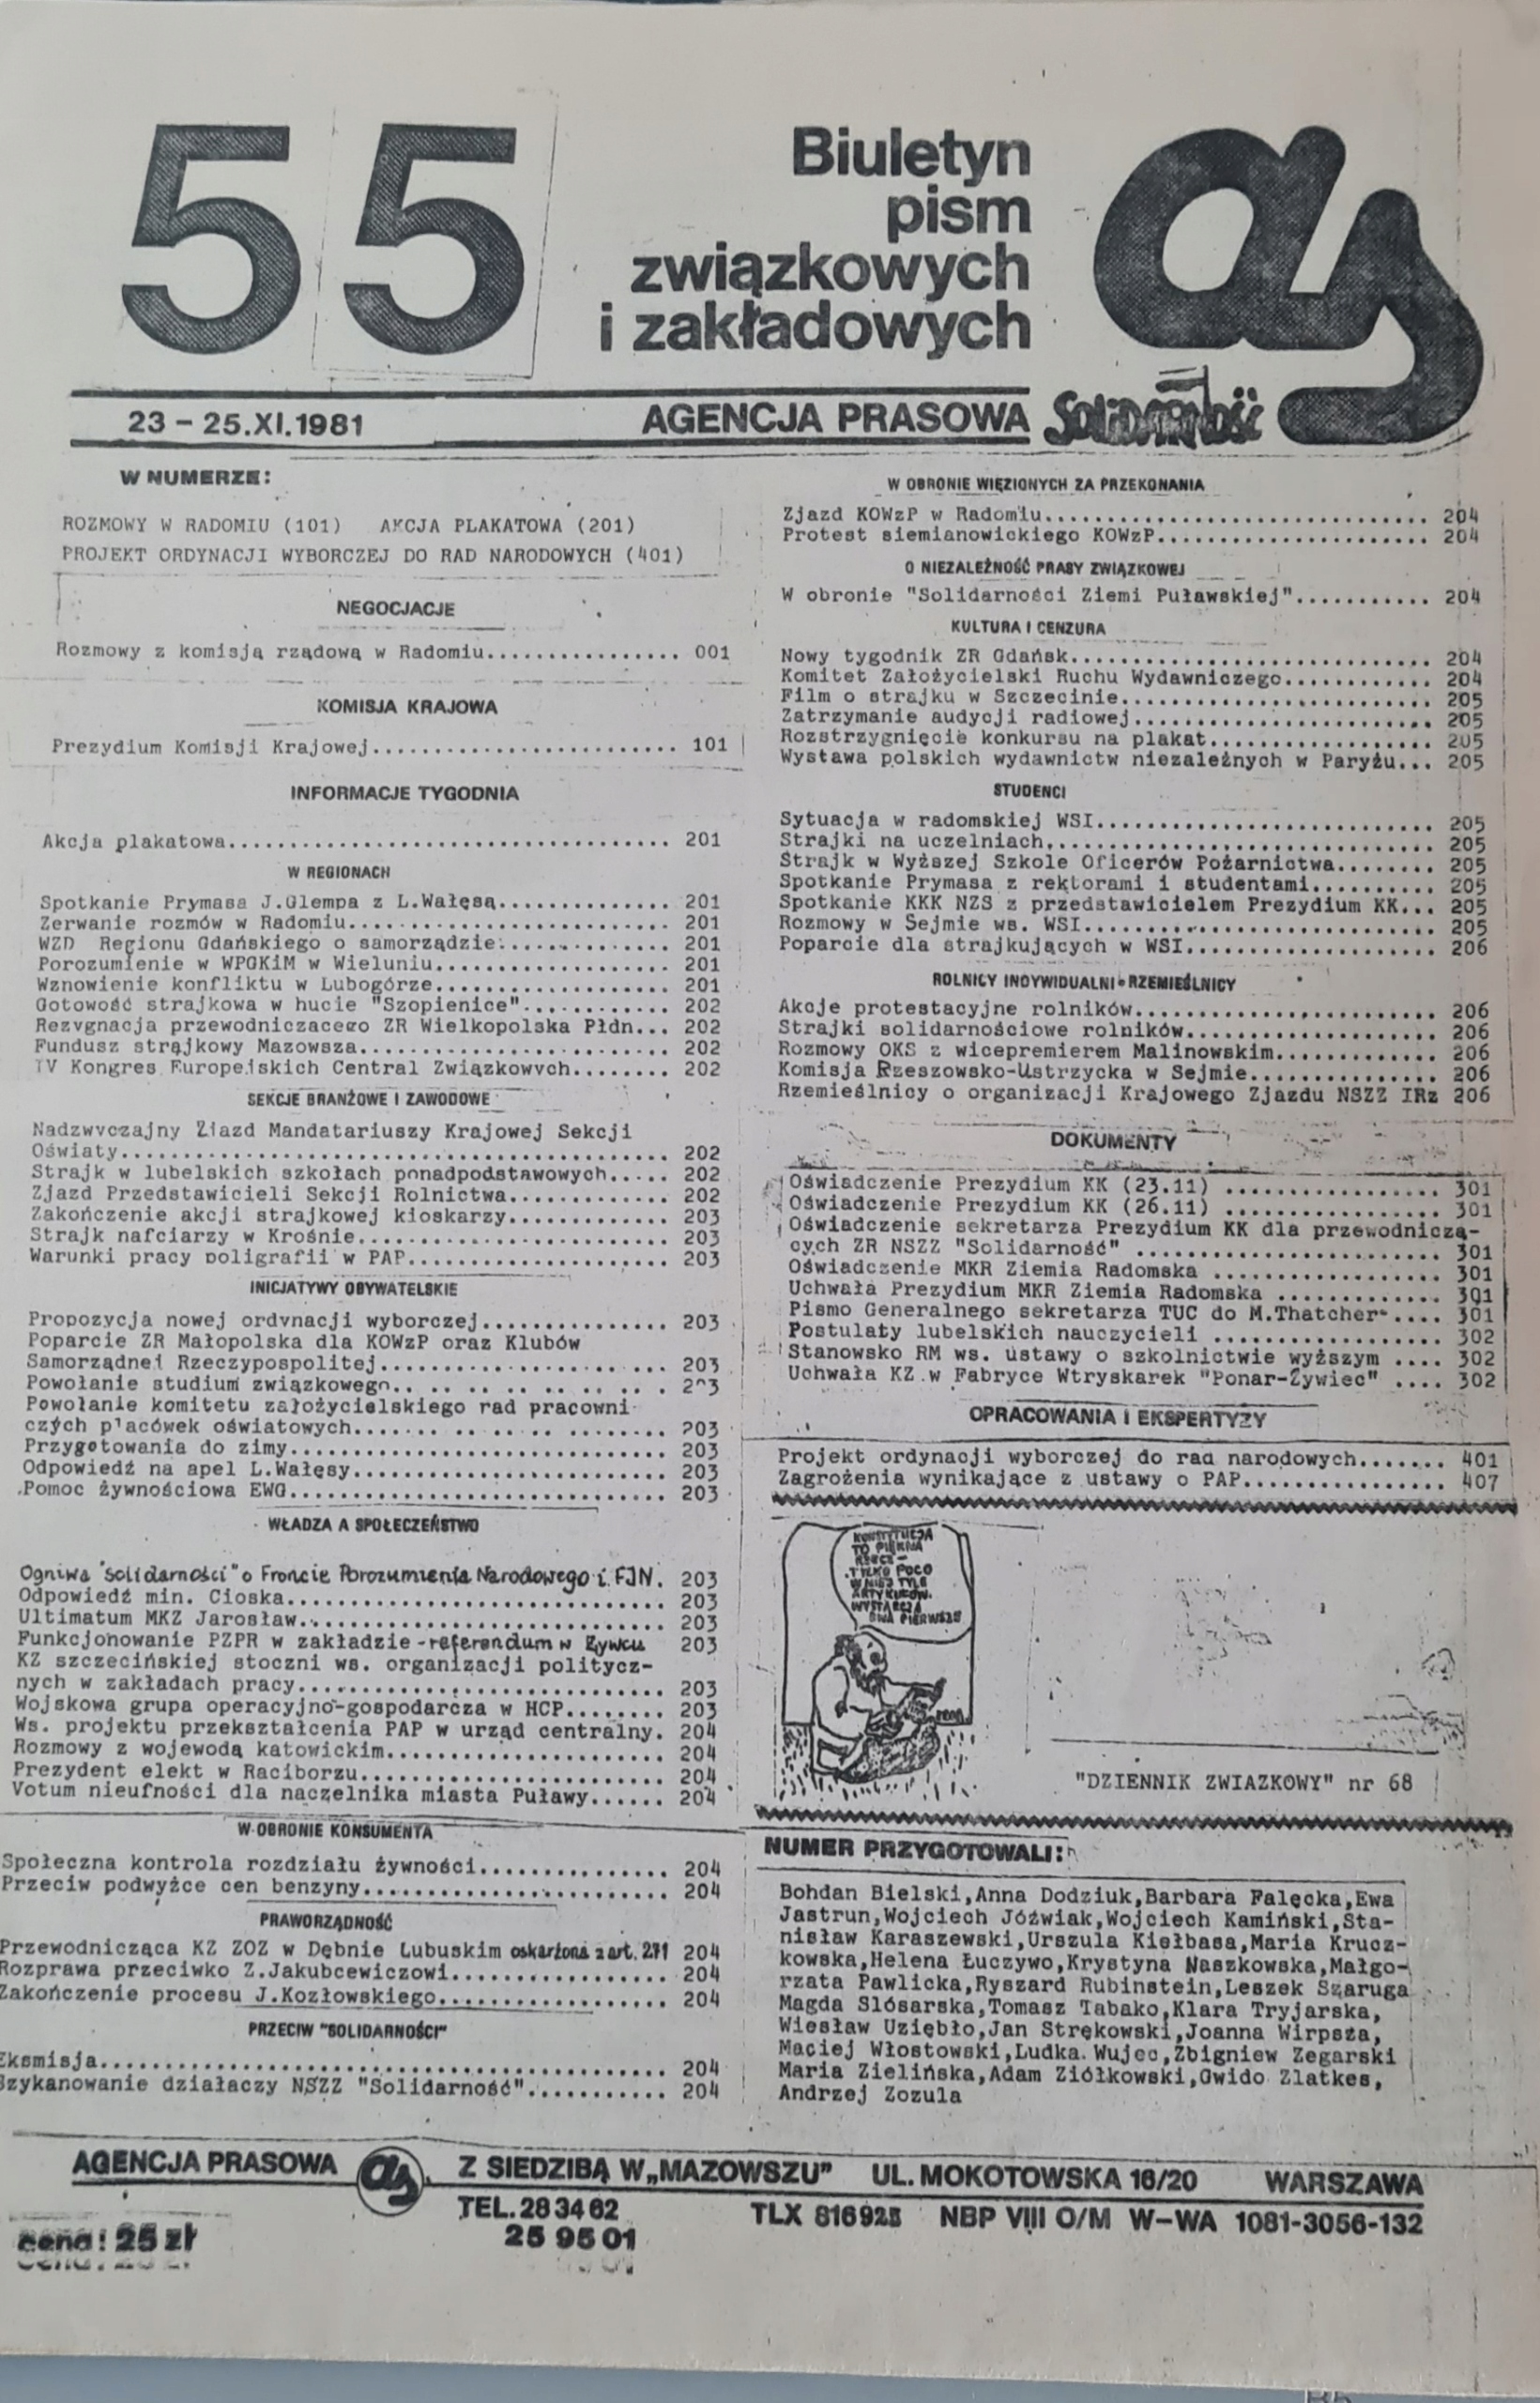 55
Biuletyn
pism
związkowych
i zakładowych
as
23 – 25.XI.1981
AGENCJA PRASOWA Solidarność
W NUMERZE:
ROZMOWY W RADOMIU (101) AKCJA PLAKATOWA (201)
PROJEKT ORDYNACJI WYBORCZEJ DO RAD NARODOWYCH (401)
NEGOCJACJE
Rozmowy z komisją rządową w Radomiu................ 001
KOMISJA KRAJOWA
Prezydium Komisji Krajowej......................... 101
INFORMACJE TYGODNIA
Akcja plakatowa.................................... 201
W REGIONACH
Spotkanie Prymasa J.Glempa z L.Wałęsą.............. 201
Zerwanie rozmów w Radomiu.......................... 201
WZD Regionu Gdańskiego o samorządzie.............. 201
Porozumienie w WPGKiM w Wieluniu................... 201
Wznowienie konfliktu w Lubogórze................... 201
Gotowość strajkowa w hucie "Szopienice"............ 202
Rezygnacja przewodniczącego ZR Wielkopolska Płdn... 202
Fundusz strajkowy Mazowsza......................... 202
IV Kongres Europejskich Central Związkowych........ 202
SEKCJE BRANŻOWE I ZAWODOWE
Nadzwyczajny Zjazd Mandatariuszy Krajowej Sekcji
Oświaty............................................ 202
Strajk w lubelskich szkołach ponadpodstawowych..... 202
Zjazd Przedstawicieli Sekcji Rolnictwa............. 202
Zakończenie akcji strajkowej kioskarzy............. 203
Strajk nafciarzy w Krośnie......................... 203
Warunki pracy poligrafii w PAP..................... 203
INICJATYWY OBYWATELSKIE
Propozycja nowej ordynacji wyborczej............... 203
Poparcie ZR Małopolska dla KOWzP oraz Klubów
Samorządnej Rzeczypospolitej....................... 203
Powołanie studium związkowego...................... 203
Powołanie komitetu założycielskiego rad pracowni
czych placówek oświatowych......................... 203
Przygotowania do zimy.............................. 203
Odpowiedź na apel L.Wałęsy......................... 203
Pomoc żywnościowa EWG.............................. 203
WŁADZA A SPOŁECZEŃSTWO
Ogniwa "Solidarności" o Froncie Porozumienia Narodowego i FJN. 203
Odpowiedź min. Cioska.............................. 203
Ultimatum MKZ Jarosław............................. 203
Funkcjonowanie PZPR w zakładzie - referendum w Żywcu 203
KZ szczecińskiej stoczni ws. organizacji politycz-
nych w zakładach pracy............................. 203
Wojskowa grupa operacyjno-gospodarcza w HCP........ 203
Ws. projektu przekształcenia PAP w urząd centralny. 204
Rozmowy z wojewodą katowickim...................... 204
Prezydent elekt w Raciborzu........................ 204
Votum nieufności dla naczelnika miasta Puławy...... 204
W OBRONIE KONSUMENTA
Społeczna kontrola rozdziału żywności.............. 204
Przeciw podwyżce cen benzyny....................... 204
PRAWORZĄDNOŚĆ
Przewodnicząca KZ ZOZ w Dębnie Lubuskim oskarżona z art. 271 204
Rozprawa przeciwko Z.Jakubcewiczowi................ 204
Zakończenie procesu J.Kozłowskiego................. 204
PRZECIW "SOLIDARNOŚCI"
Eksmisja........................................... 204
Szykanowanie działaczy NSZZ "Solidarność".......... 204
W OBRONIE WIĘZIONYCH ZA PRZEKONANIA
Zjazd KOWzP w Radomiu.............................. 204
Protest siemianowickiego KOWzP..................... 204
O NIEZALEŻNOŚĆ PRASY ZWIĄZKOWEJ
W obronie "Solidarności Ziemi Puławskiej".......... 204
KULTURA I CENZURA
Nowy tygodnik ZR Gdańsk............................ 204
Komitet Założycielski Ruchu Wydawniczego........... 204
Film o strajku w Szczecinie........................ 205
Zatrzymanie audycji radiowej....................... 205
Rozstrzygnięcie konkursu na plakat................. 205
Wystawa polskich wydawnictw niezależnych w Paryżu... 205
STUDENCI
Sytuacja w radomskiej WSI.......................... 205
Strajki na uczelniach.............................. 205
Strajk w Wyższej Szkole Oficerów Pożarnictwa....... 205
Spotkanie Prymasa z rektorami i studentami......... 205
Spotkanie KKK NZS z przedstawicielem Prezydium KK... 205
Rozmowy w Sejmie ws. WSI........................... 205
Poparcie dla strajkujących w WSI................... 206
ROLNICY INDYWIDUALNI • RZEMIEŚLNICY
Akcje protestacyjne rolników....................... 206
Strajki solidarnościowe rolników................... 206
Rozmowy OKS z wicepremierem Malinowskim............ 206
Komisja Rzeszowsko-Ustrzycka w Sejmie.............. 206
Rzemieślnicy o organizacji Krajowego Zjazdu NSZZ IRz 206
DOKUMENTY
Oświadczenie Prezydium KK (23.11) ................. 301
Oświadczenie Prezydium KK (26.11) ................. 301
Oświadczenie sekretarza Prezydium KK dla przewodniczą-
cych ZR NSZZ "Solidarność" ........................ 301
Oświadczenie MKR Ziemia Radomska .................. 301
Uchwała Prezydium MKR Ziemia Radomska ............. 301
Pismo Generalnego sekretarza TUC do M.Thatcher.... 301
Postulaty lubelskich nauczycieli .................. 302
Stanowsko RM ws. ustawy o szkolnictwie wyższym .... 302
Uchwała KZ w Fabryce Wtryskarek "Ponar-Żywiec" .... 302
OPRACOWANIA I EKSPERTYZY
Projekt ordynacji wyborczej do rad narodowych....... 401
Zagrożenia wynikające z ustawy o PAP................ 407
KONSTYTUCJA
TO PIĘKNA
RZECZ –
TYLKO POCO
W NIEJ TYLE
ARTYKUŁÓW.
WYSTARCZĄ
DWA PIERWSZE
"DZIENNIK ZWIAZKOWY" nr 68
NUMER PRZYGOTOWALI:
Bohdan Bielski,Anna Dodziuk,Barbara Falęcka,Ewa
Jastrun,Wojciech Jóźwiak,Wojciech Kamiński,Sta-
nisław Karaszewski,Urszula Kiełbasa,Maria Krucz-
kowska,Helena Łuczywo,Krystyna Naszkowska,Małgo-
rzata Pawlicka,Ryszard Rubinstein,Leszek Szaruga
Magda Slósarska,Tomasz Tabako,Klara Tryjarska,
Wiesław Uziębło,Jan Strękowski,Joanna Wirpsza,
Maciej Włostowski,Ludka Wujec,Zbigniew Zegarski
Maria Zielińska,Adam Ziółkowski,Gwido Zlatkes,
Andrzej Zozula
AGENCJA PRASOWA as Z SIEDZIBĄ W „MAZOWSZU” UL. MOKOTOWSKA 16/20 WARSZAWA
TEL. 28 34 62 TLX 816925 NBP VIII O/M W–WA 1081-3056-132
25 95 01
cena: 25 zł